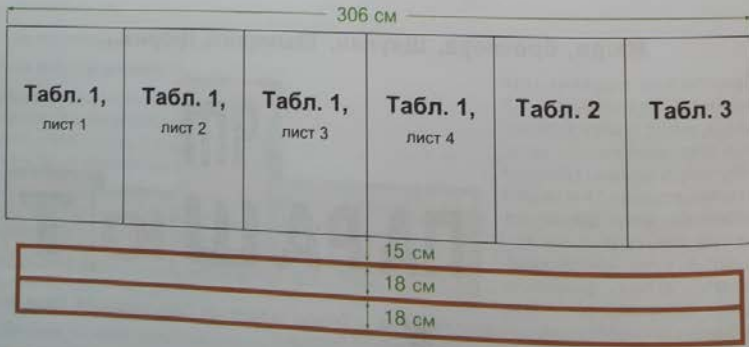 306 см
Табл. 1,
лист 1
Табл. 1,
лист 2
Табл. 1,
лист 3
Табл. 1,
лист 4
Табл. 2
Табл. 3
15 см
18 см
18 см